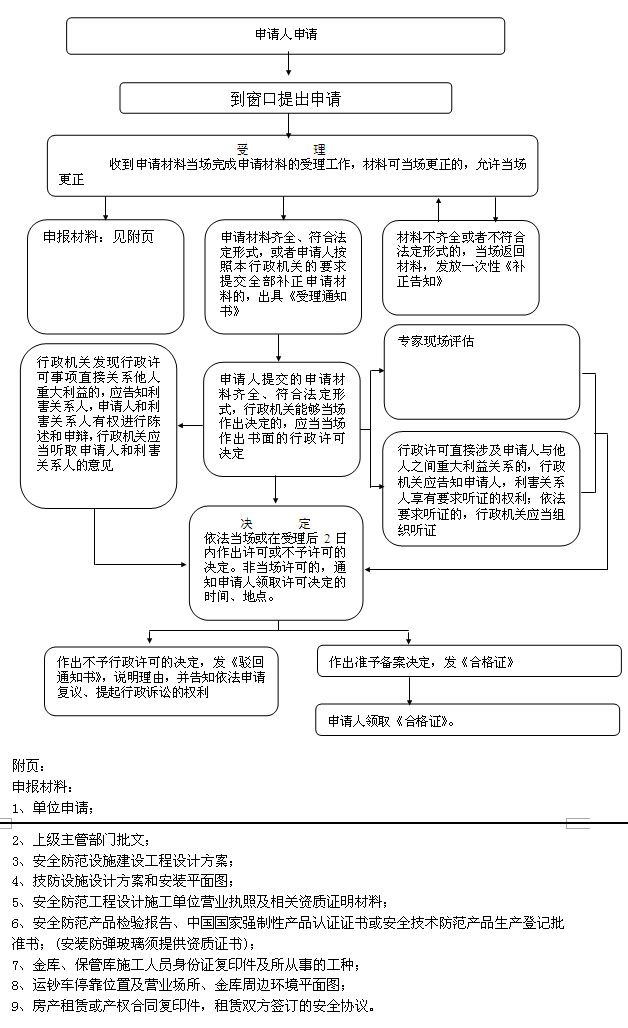 申请人申请
到窗口提出申请
受 理
收到申请材料当场完成申请材料的受理工作，材料可当场更正的，允许当场
更正
申报材料：见附页
申请材料齐全、符合法
定形式，或者申请人按
照本行政机关的要求
提交全部补正申请材
料的，出具《受理通知
书》
材料不齐全或者不符合
法定形式的，当场返回
材料，发放一次性《补
正告知》
行政机关发现行政许
可事项直接关系他人
重大利益的，应告知利
害关系人，申请人和利
害关系人有权进行陈
述和申辩，行政机关应
当听取申请人和利害
关系人的意见
申请人提交的申请材
料齐全、符合法定形
式，行政机关能够当场
作出决定的，应当当场
作出书面的行政许可
决定
专家现场评估
行政许可直接涉及申请人与他
人之间重大利益关系的，行政
机关应告知申请人，利害关系
人享有要求听证的权利；依法
要求听证的，行政机关应当组
织听证
决 定
依法当场或在受理后 2 日
内作出许可或不予许可的
决定。非当场许可的，通
知申请人领取许可决定的
时间、地点。
作出不予行政许可的决定，发《驳回
通知书》，说明理由，并告知依法申请
复议、提起行政诉讼的权利
作出准予备案决定，发《合格证》
申请人领取《合格证》。
附页：
申报材料：
1、单位申请；
2、上级主管部门批文；
3、安全防范设施建设工程设计方案；
4、技防设施设计方案和安装平面图；
5、安全防范工程设计施工单位营业执照及相关资质证明材料；
6、安全防范产品检验报告、中国国家强制性产品认证证书或安全技术防范产品生产登记批
准书；（安装防弹玻璃须提供资质证书）；
7、金库、保管库施工人员身份证复印件及所从事的工种；
8、运钞车停靠位置及营业场所、金库周边环境平面图；
9、房产租赁或产权合同复印件，租赁双方签订的安全协议。